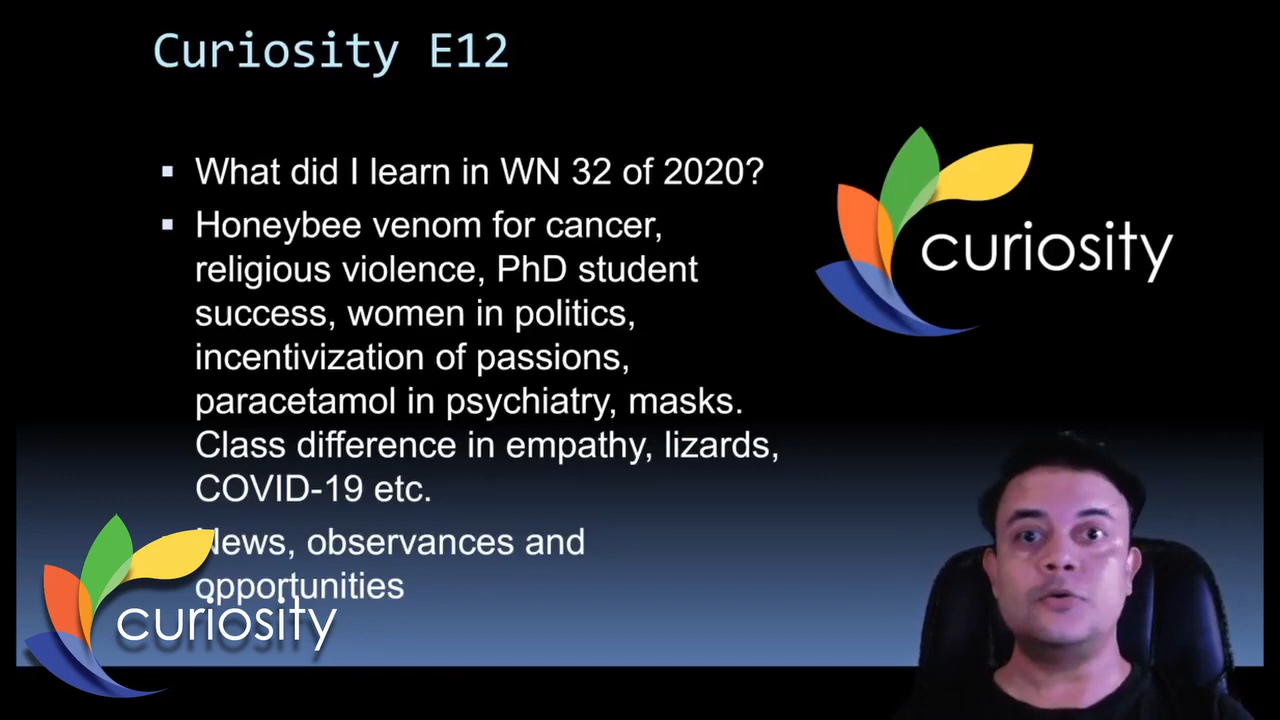 Curiosity E12
What did I learn in WN 32 of 2020?
Honeybee venom for cancer,
religious violence, PhD student
success, women in politics,
incentivization of passions,
paracetamol in psychiatry, masks.
Class difference in empathy, lizards,
COVID-19 etc.
News, observances and
opportunities
curiosity
curiosity